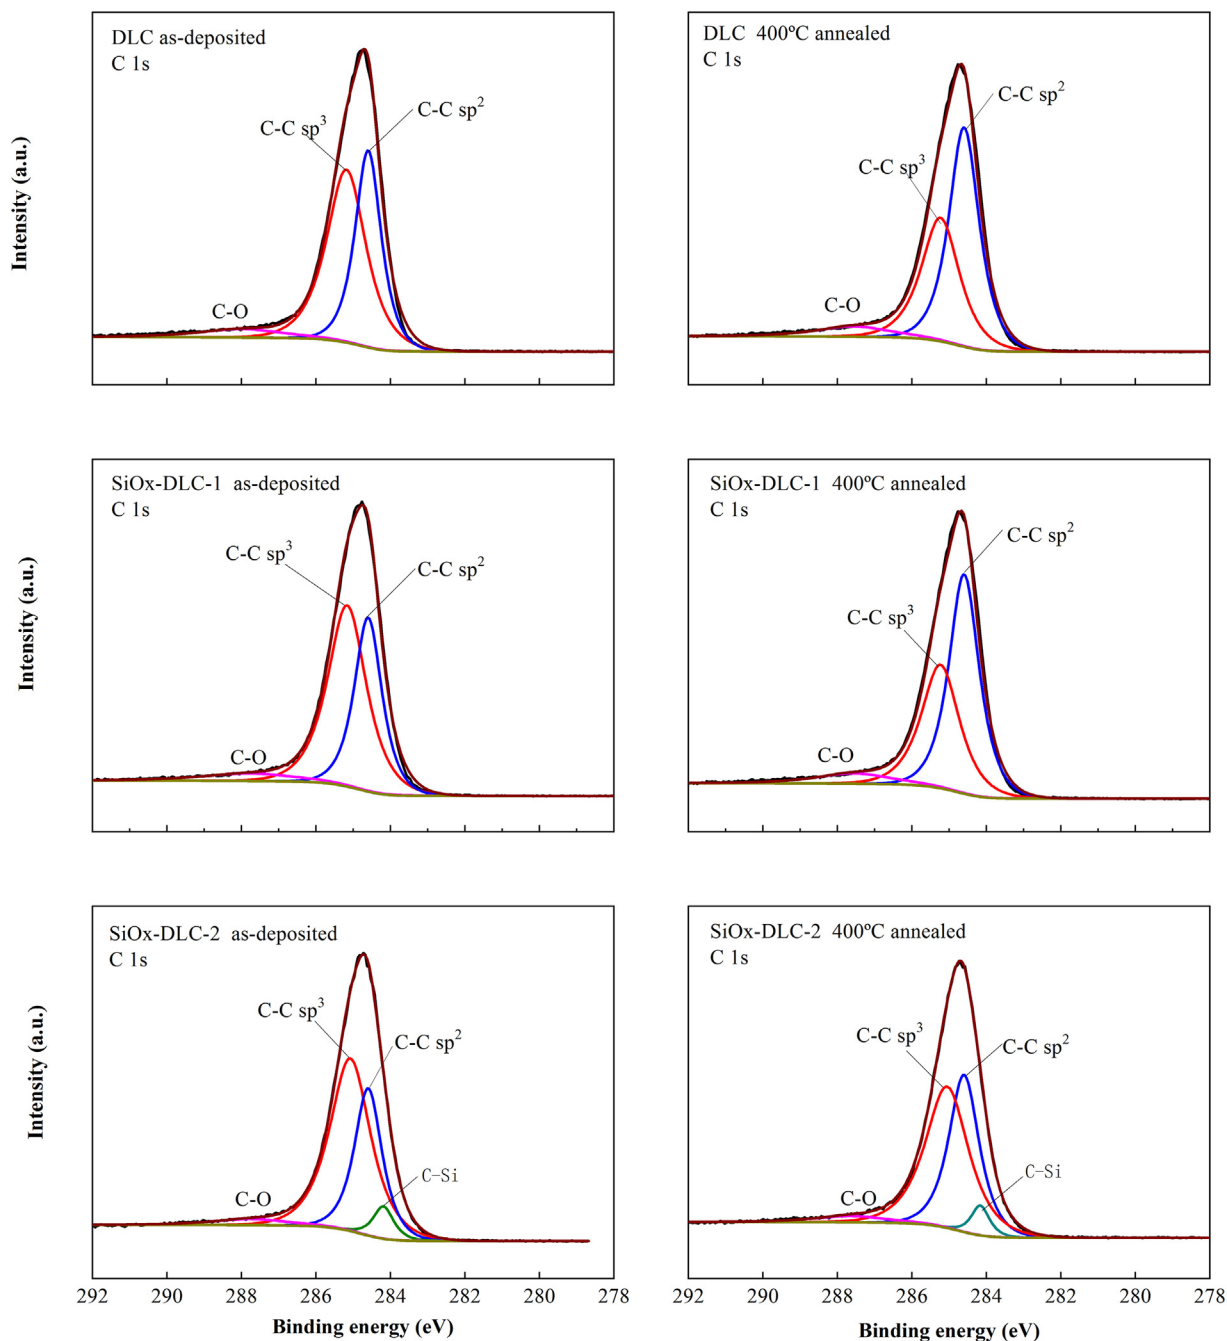 DLC as-deposited
C 1s
C-C sp²
C-C sp³
C-O
Intensity (a.u.)
DLC 400ºC annealed
C 1s
C-C sp²
C-C sp³
C-O
SiOx-DLC-1 as-deposited
C 1s
C-C sp³
C-C sp²
C-O
Intensity (a.u.)
SiOx-DLC-1 400ºC annealed
C 1s
C-C sp²
C-C sp³
C-O
SiOx-DLC-2 as-deposited
C 1s
C-C sp³
C-C sp²
C-Si
C-O
Intensity (a.u.)
292 290 288 286 284 282 280 278
Binding energy (eV)
SiOx-DLC-2 400ºC annealed
C 1s
C-C sp³
C-C sp²
C-Si
C-O
292 290 288 286 284 282 280 278
Binding energy (eV)